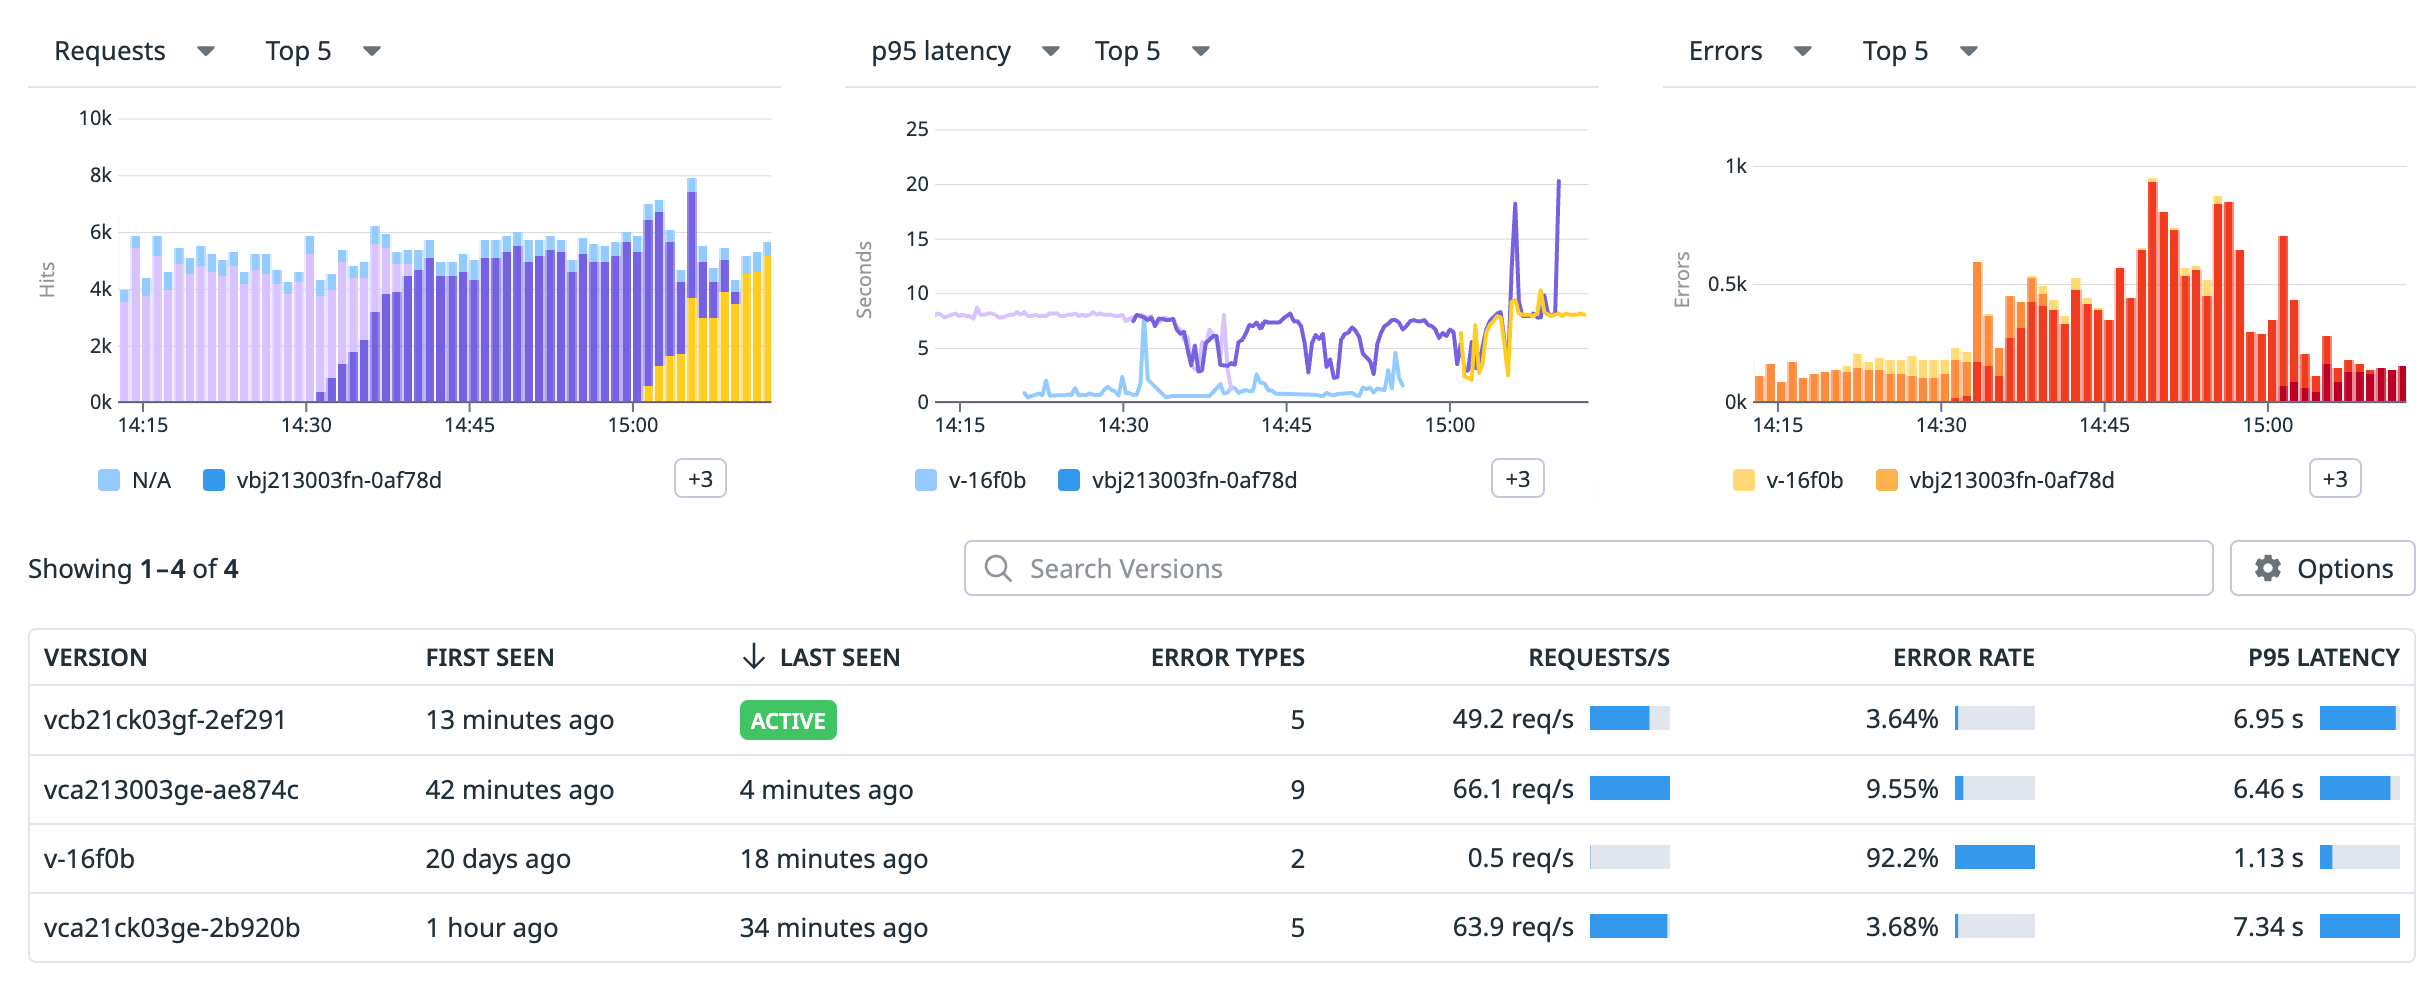 Requests Top 5
Hits
10k
8k
6k
4k
2k
0k
14:15 14:30 14:45 15:00
N/A vbj213003fn-0af78d +3
p95 latency Top 5
Seconds
25
20
15
10
5
0
14:15 14:30 14:45 15:00
v-16f0b vbj213003fn-0af78d +3
Errors Top 5
Errors
1k
0.5k
0k
14:15 14:30 14:45 15:00
v-16f0b vbj213003fn-0af78d +3
Showing 1–4 of 4
Search Versions
Options
VERSION FIRST SEEN LAST SEEN ERROR TYPES REQUESTS/S ERROR RATE P95 LATENCY
vcb21ck03gf-2ef291 13 minutes ago ACTIVE 5 49.2 req/s 3.64% 6.95 s
vca213003ge-ae874c 42 minutes ago 4 minutes ago 9 66.1 req/s 9.55% 6.46 s
v-16f0b 20 days ago 18 minutes ago 2 0.5 req/s 92.2% 1.13 s
vca21ck03ge-2b920b 1 hour ago 34 minutes ago 5 63.9 req/s 3.68% 7.34 s